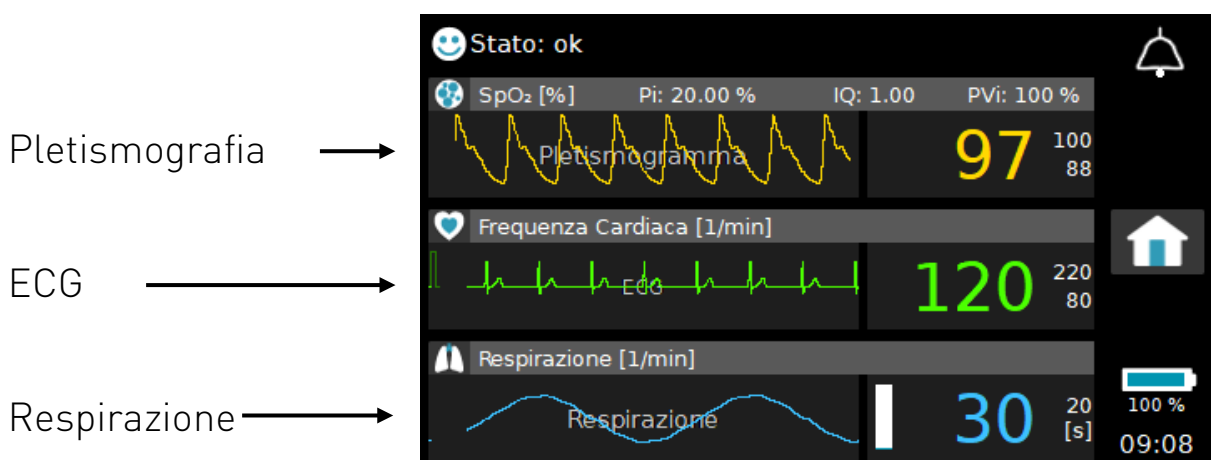 Stato: ok
SpO₂ [%] Pi: 20.00 % IQ: 1.00 PVi: 100 %
Pletismografia
Pletismogramma
97
100
88
Frequenza Cardiaca [1/min]
ECG
ECG
120
220
80
Respirazione [1/min]
Respirazione
Respirazione
30
20
[s]
100 %
09:08